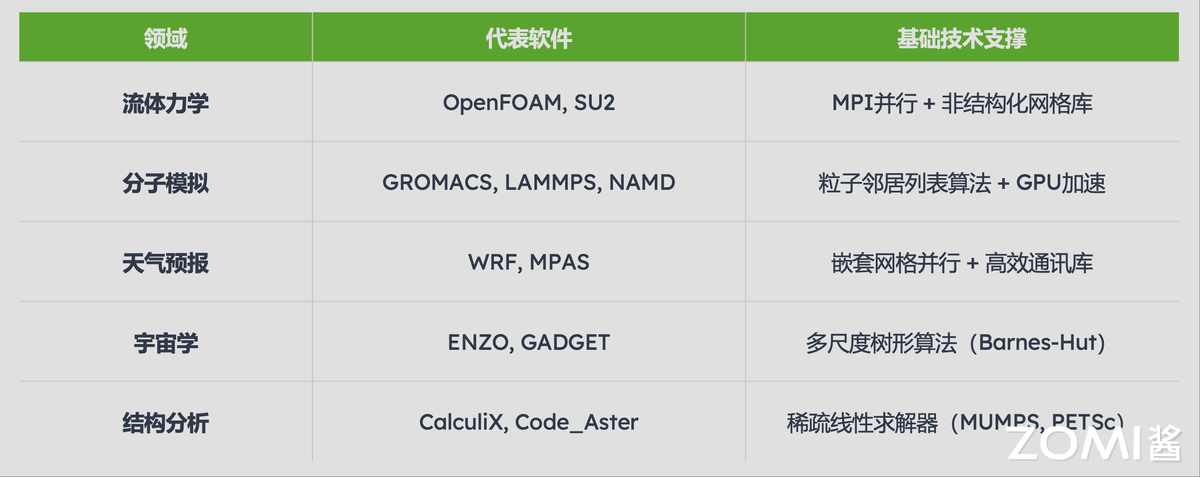 领域 代表软件 基础技术支撑
流体力学 OpenFOAM, SU2 MPI并行 + 非结构化网格库
分子模拟 GROMACS, LAMMPS, NAMD 粒子邻居列表算法 + GPU加速
天气预报 WRF, MPAS 嵌套网格并行 + 高效通讯库
宇宙学 ENZO, GADGET 多尺度树形算法（Barnes-Hut）
结构分析 CalculiX, Code_Aster 稀疏线性求解器（MUMPS, PETSc）
ZOMI酱